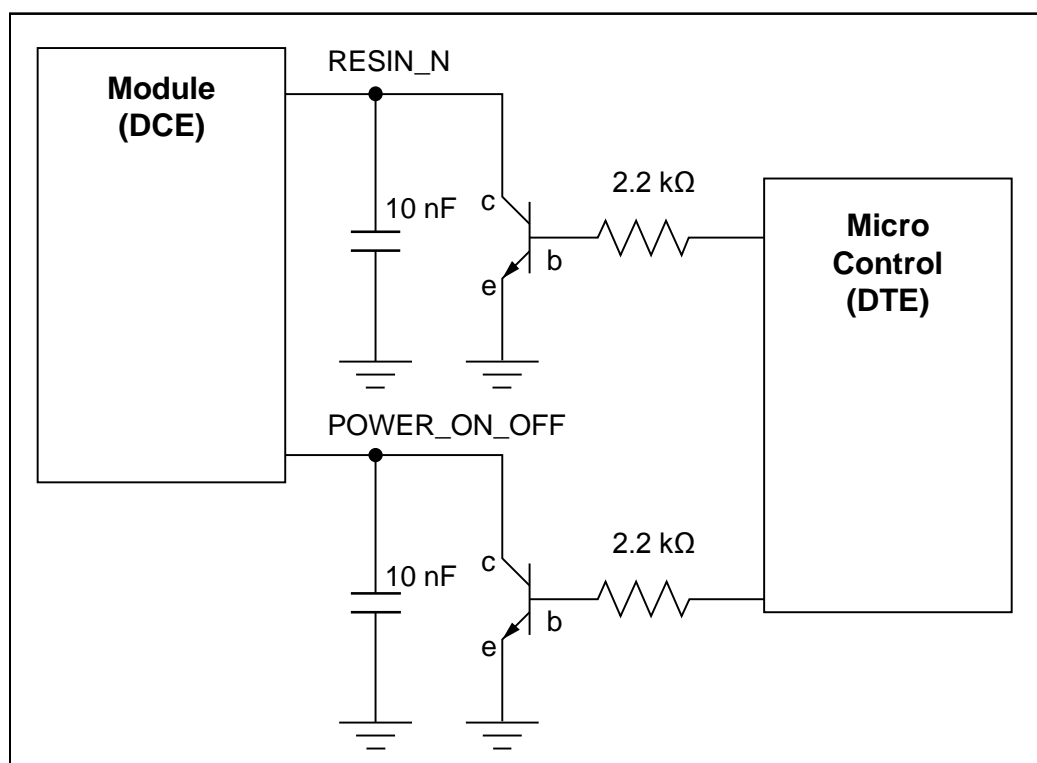 RESIN_N
Module
(DCE)
10 nF
c
b
e
2.2 kΩ
Micro
Control
(DTE)
POWER_ON_OFF
10 nF
c
b
e
2.2 kΩ